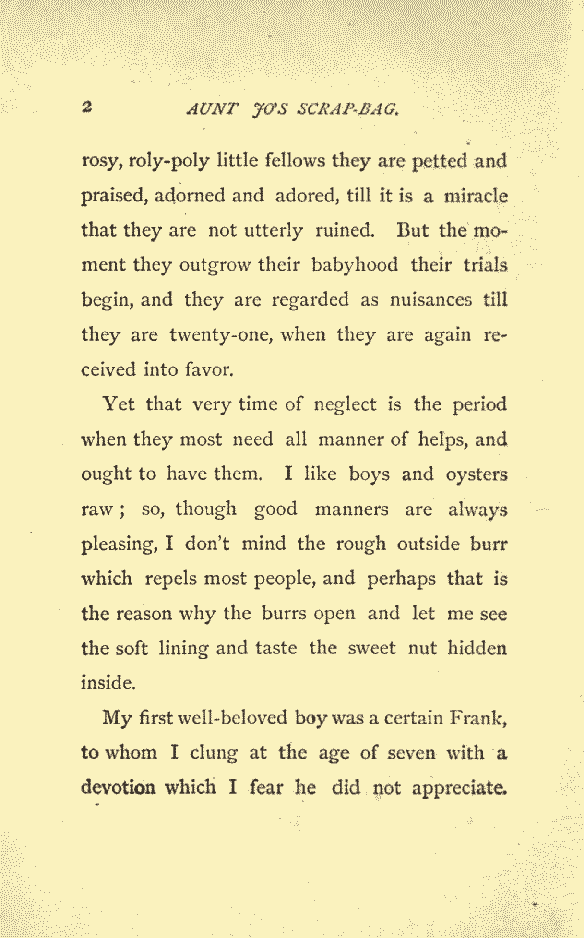 2 AUNT JO'S SCRAP-BAG.
rosy, roly-poly little fellows they are petted and
praised, adorned and adored, till it is a miracle
that they are not utterly ruined. But the mo-
ment they outgrow their babyhood their trials
begin, and they are regarded as nuisances till
they are twenty-one, when they are again re-
ceived into favor.
Yet that very time of neglect is the period
when they most need all manner of helps, and
ought to have them. I like boys and oysters
raw; so, though good manners are always
pleasing, I don't mind the rough outside burr
which repels most people, and perhaps that is
the reason why the burrs open and let me see
the soft lining and taste the sweet nut hidden
inside.
My first well-beloved boy was a certain Frank,
to whom I clung at the age of seven with a
devotion which I fear he did not appreciate.